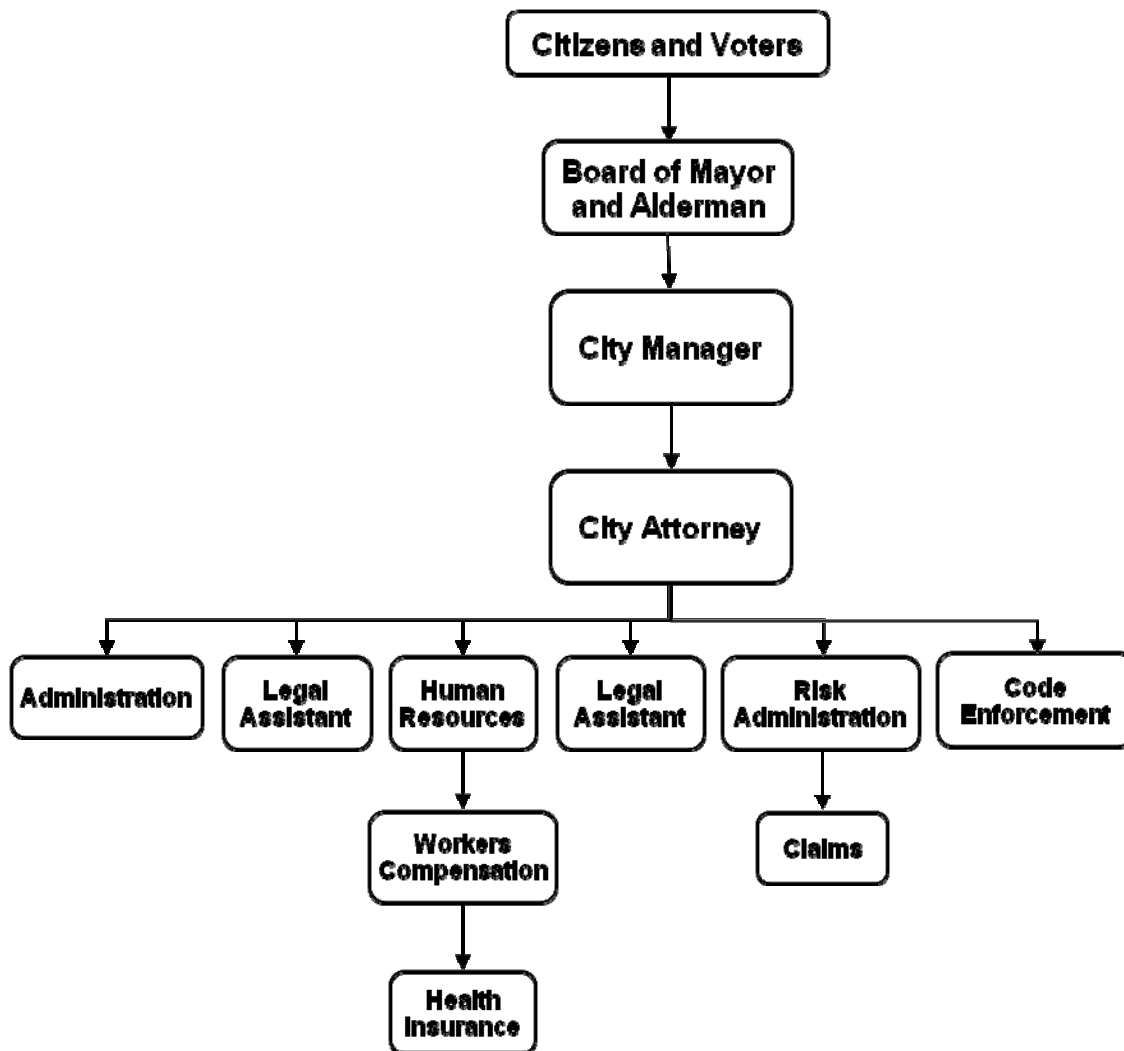 Citizens and Voters
Board of Mayor
and Alderman
City Manager
City Attorney
Administration
Legal
Assistant
Human
Resources
Legal
Assistant
Risk
Administration
Code
Enforcement
Workers
Compensation
Claims
Health
Insurance